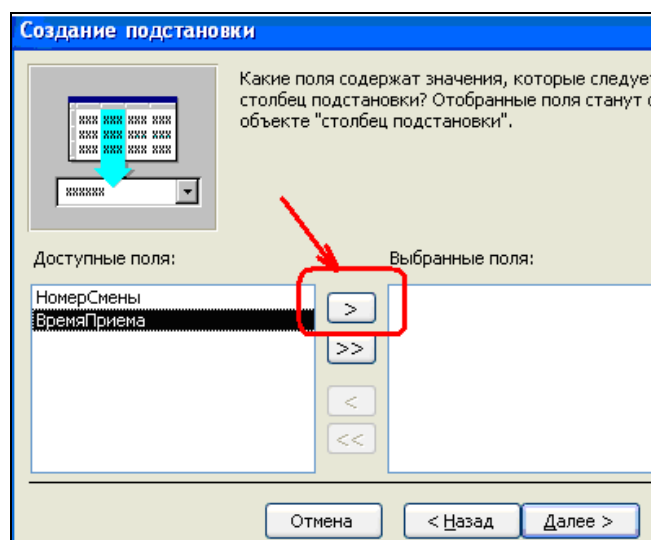 Создание подстановки
Какие поля содержат значения, которые следуе
столбец подстановки? Отобранные поля станут
объекте "столбец подстановки".
Доступные поля:
Выбранные поля:
НомерСмены
ВремяПриема
>
>>
<
<<
Отмена
< Назад
Далее >